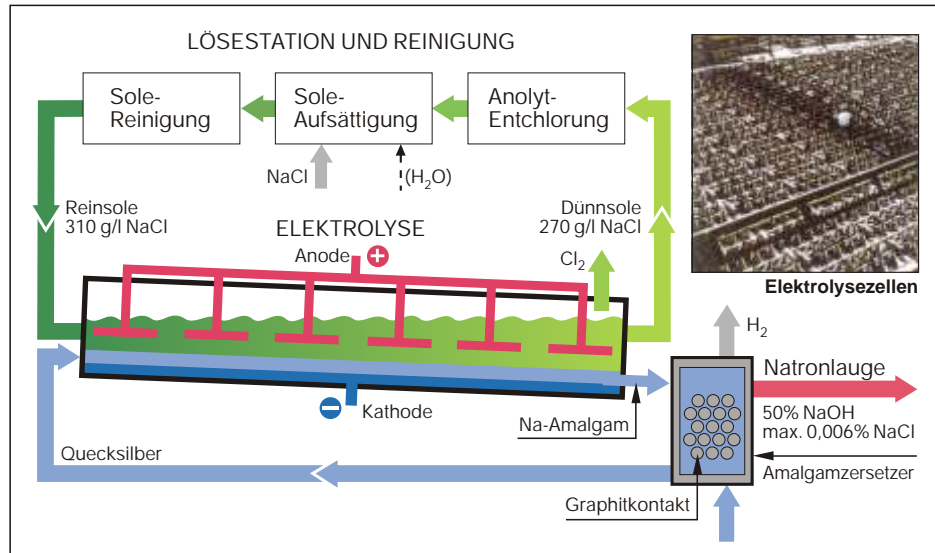 LÖSESTATION UND REINIGUNG
Sole-
Reinigung
Sole-
Aufsättigung
Anolyt-
Entchlorung
NaCl
(H₂O)
Reinsole
310 g/l NaCl
Dünnsole
270 g/l NaCl
ELEKTROLYSE
Anode +
Cl₂
Elektrolysezellen
H₂
Natronlauge
50% NaOH
max. 0,006% NaCl
− Kathode
Na-Amalgam
Quecksilber
Amalgamzersetzer
Graphitkontakt